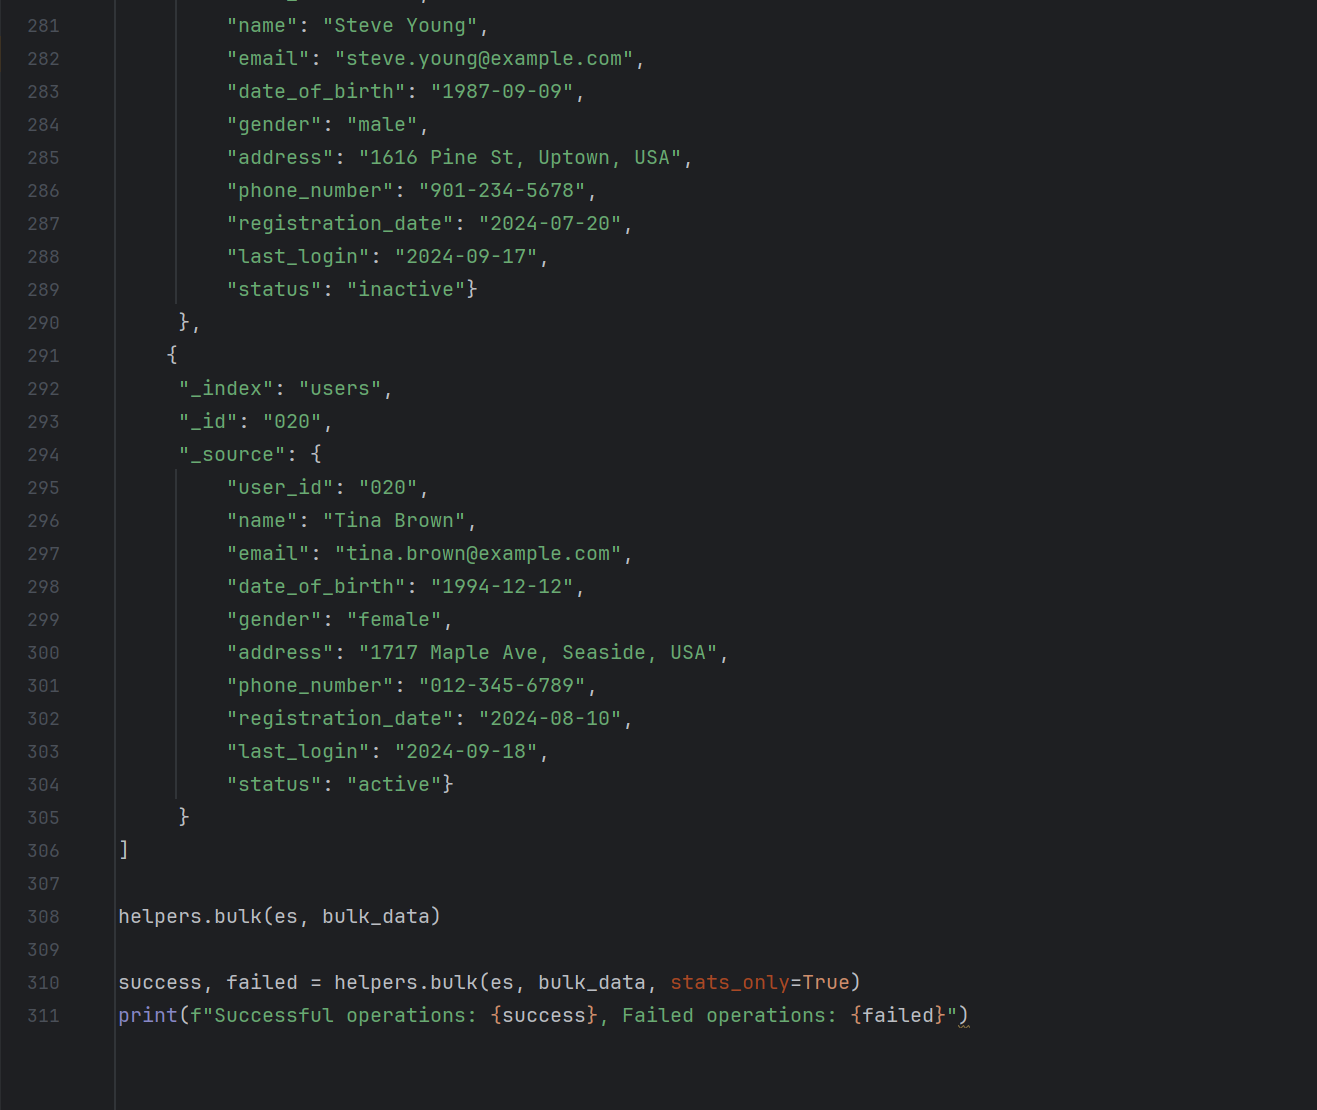 281 "name": "Steve Young",
282 "email": "steve.young@example.com",
283 "date_of_birth": "1987-09-09",
284 "gender": "male",
285 "address": "1616 Pine St, Uptown, USA",
286 "phone_number": "901-234-5678",
287 "registration_date": "2024-07-20",
288 "last_login": "2024-09-17",
289 "status": "inactive"}
290 },
291 {
292 "_index": "users",
293 "_id": "020",
294 "_source": {
295 "user_id": "020",
296 "name": "Tina Brown",
297 "email": "tina.brown@example.com",
298 "date_of_birth": "1994-12-12",
299 "gender": "female",
300 "address": "1717 Maple Ave, Seaside, USA",
301 "phone_number": "012-345-6789",
302 "registration_date": "2024-08-10",
303 "last_login": "2024-09-18",
304 "status": "active"}
305 }
306 ]
307
308 helpers.bulk(es, bulk_data)
309
310 success, failed = helpers.bulk(es, bulk_data, stats_only=True)
311 print(f"Successful operations: {success}, Failed operations: {failed}")